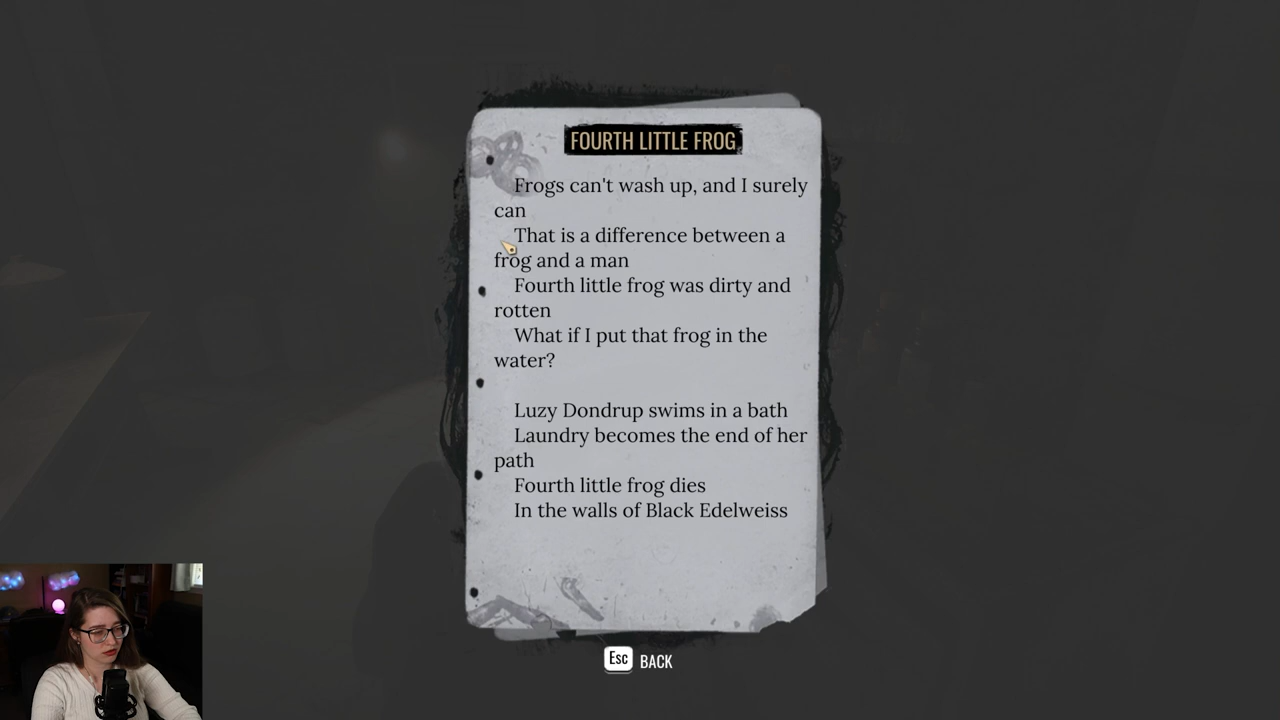 FOURTH LITTLE FROG
Frogs can't wash up, and I surely
can
That is a difference between a
frog and a man
Fourth little frog was dirty and
rotten
What if I put that frog in the
water?
Luzy Dondrup swims in a bath
Laundry becomes the end of her
path
Fourth little frog dies
In the walls of Black Edelweiss
Esc BACK